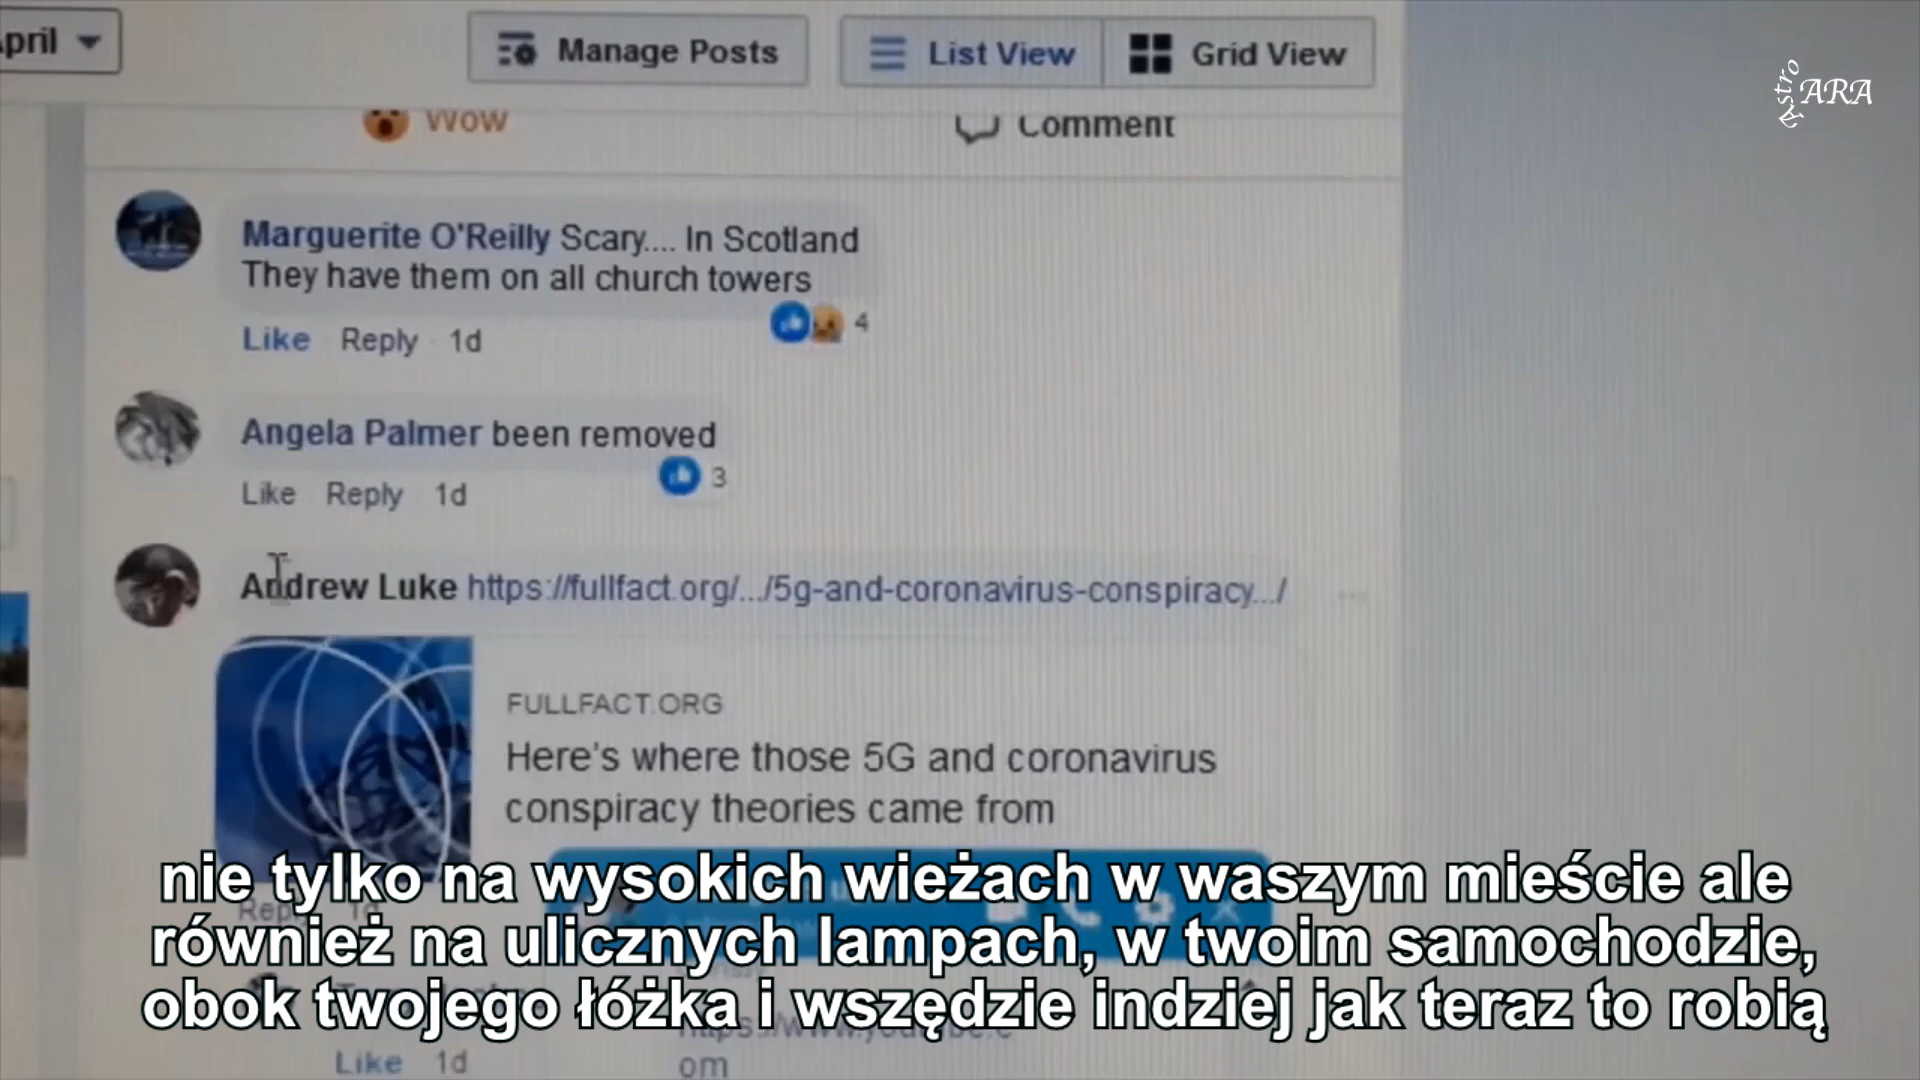 April
Manage Posts
List View
Grid View
Astro ARA
Wow
Comment
Marguerite O'Reilly Scary.... In Scotland
They have them on all church towers
Like Reply 1d
4
Angela Palmer been removed
3
Like Reply 1d
Andrew Luke https://fullfact.org/.../5g-and-coronavirus-conspiracy.../
FULLFACT.ORG
Here's where those 5G and coronavirus
conspiracy theories came from
nie tylko na wysokich wieżach w waszym mieście ale
również na ulicznych lampach, w twoim samochodzie,
obok twojego łóżka i wszędzie indziej jak teraz to robią
Like 1d
om